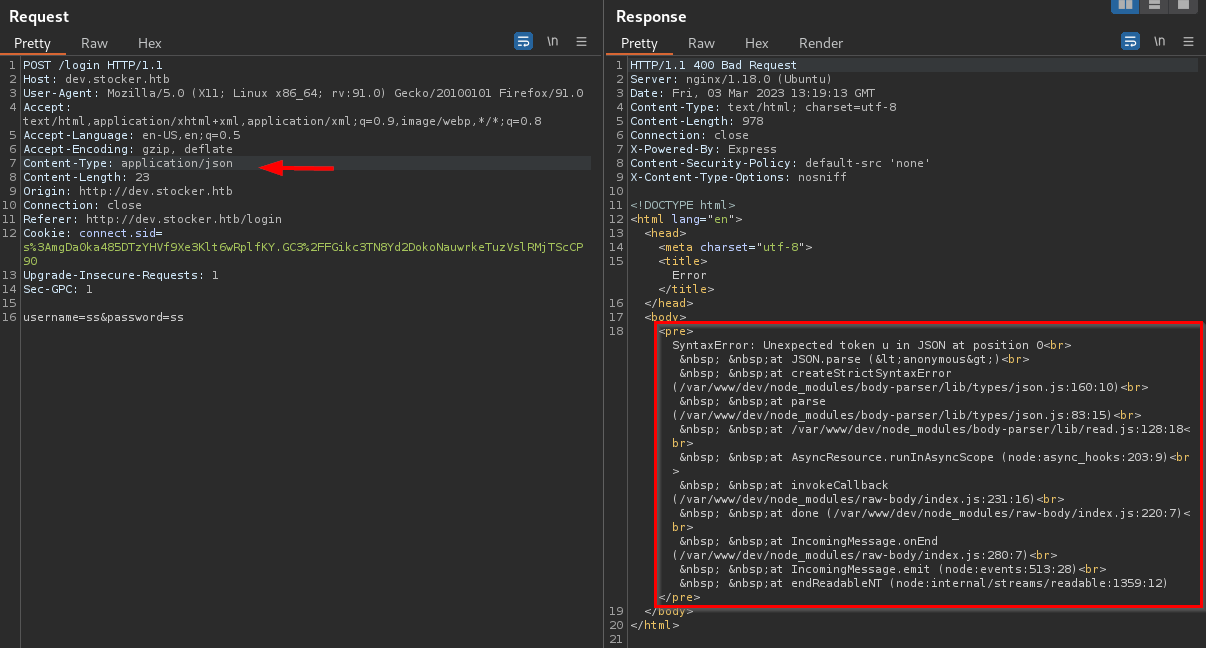 Request
Pretty Raw Hex
\n
1 POST /login HTTP/1.1
2 Host: dev.stocker.htb
3 User-Agent: Mozilla/5.0 (X11; Linux x86_64; rv:91.0) Gecko/20100101 Firefox/91.0
4 Accept:
text/html,application/xhtml+xml,application/xml;q=0.9,image/webp,*/*;q=0.8
5 Accept-Language: en-US,en;q=0.5
6 Accept-Encoding: gzip, deflate
7 Content-Type: application/json
8 Content-Length: 23
9 Origin: http://dev.stocker.htb
10 Connection: close
11 Referer: http://dev.stocker.htb/login
12 Cookie: connect.sid=
s%3AmgDaOka485DTzYHVf9Xe3Klt6wRplfKY.GC3%2FFGikc3TN8Yd2DokoNauwrkeTuzVslRMjTScCP
90
13 Upgrade-Insecure-Requests: 1
14 Sec-GPC: 1
15
16 username=ss&password=ss
Response
Pretty Raw Hex Render
\n
1 HTTP/1.1 400 Bad Request
2 Server: nginx/1.18.0 (Ubuntu)
3 Date: Fri, 03 Mar 2023 13:19:13 GMT
4 Content-Type: text/html; charset=utf-8
5 Content-Length: 978
6 Connection: close
7 X-Powered-By: Express
8 Content-Security-Policy: default-src 'none'
9 X-Content-Type-Options: nosniff
10
11 <!DOCTYPE html>
12 <html lang="en">
13 <head>
14 <meta charset="utf-8">
15 <title>
Error
</title>
16 </head>
17 <body>
18 <pre>
SyntaxError: Unexpected token u in JSON at position 0<br>
&nbsp; &nbsp;at JSON.parse (&lt;anonymous&gt;)<br>
&nbsp; &nbsp;at createStrictSyntaxError
(/var/www/dev/node_modules/body-parser/lib/types/json.js:160:10)<br>
&nbsp; &nbsp;at parse
(/var/www/dev/node_modules/body-parser/lib/types/json.js:83:15)<br>
&nbsp; &nbsp;at /var/www/dev/node_modules/body-parser/lib/read.js:128:18<
br>
&nbsp; &nbsp;at AsyncResource.runInAsyncScope (node:async_hooks:203:9)<br
>
&nbsp; &nbsp;at invokeCallback
(/var/www/dev/node_modules/raw-body/index.js:231:16)<br>
&nbsp; &nbsp;at done (/var/www/dev/node_modules/raw-body/index.js:220:7)<
br>
&nbsp; &nbsp;at IncomingMessage.onEnd
(/var/www/dev/node_modules/raw-body/index.js:280:7)<br>
&nbsp; &nbsp;at IncomingMessage.emit (node:events:513:28)<br>
&nbsp; &nbsp;at endReadableNT (node:internal/streams/readable:1359:12)
</pre>
19 </body>
20 </html>
21